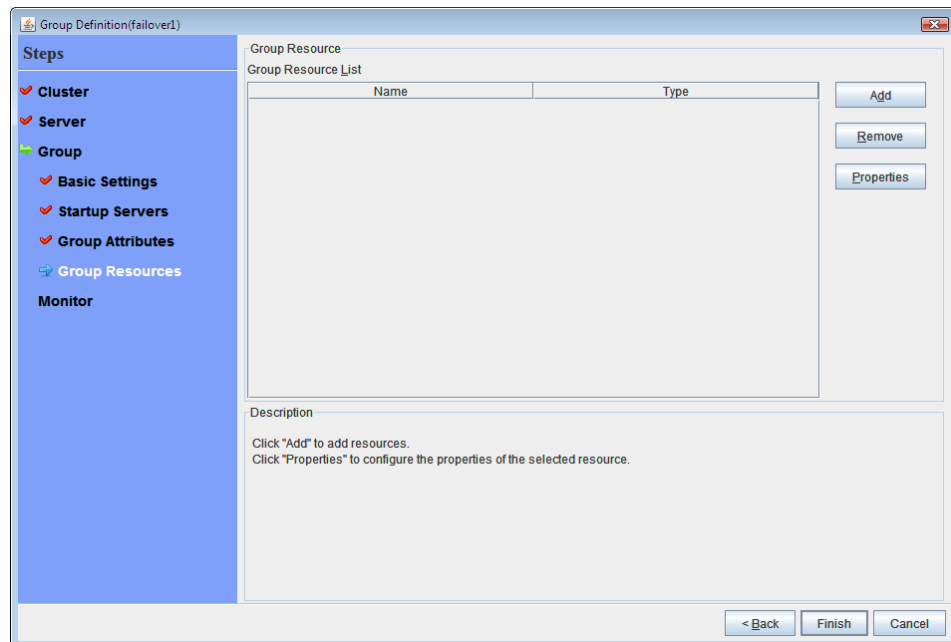 Group Definition(failover1)
Steps
Cluster
Server
Group
Basic Settings
Startup Servers
Group Attributes
Group Resources
Monitor
Group Resource
Group Resource List
Name Type
Add
Remove
Properties
Description
Click "Add" to add resources.
Click "Properties" to configure the properties of the selected resource.
< Back Finish Cancel